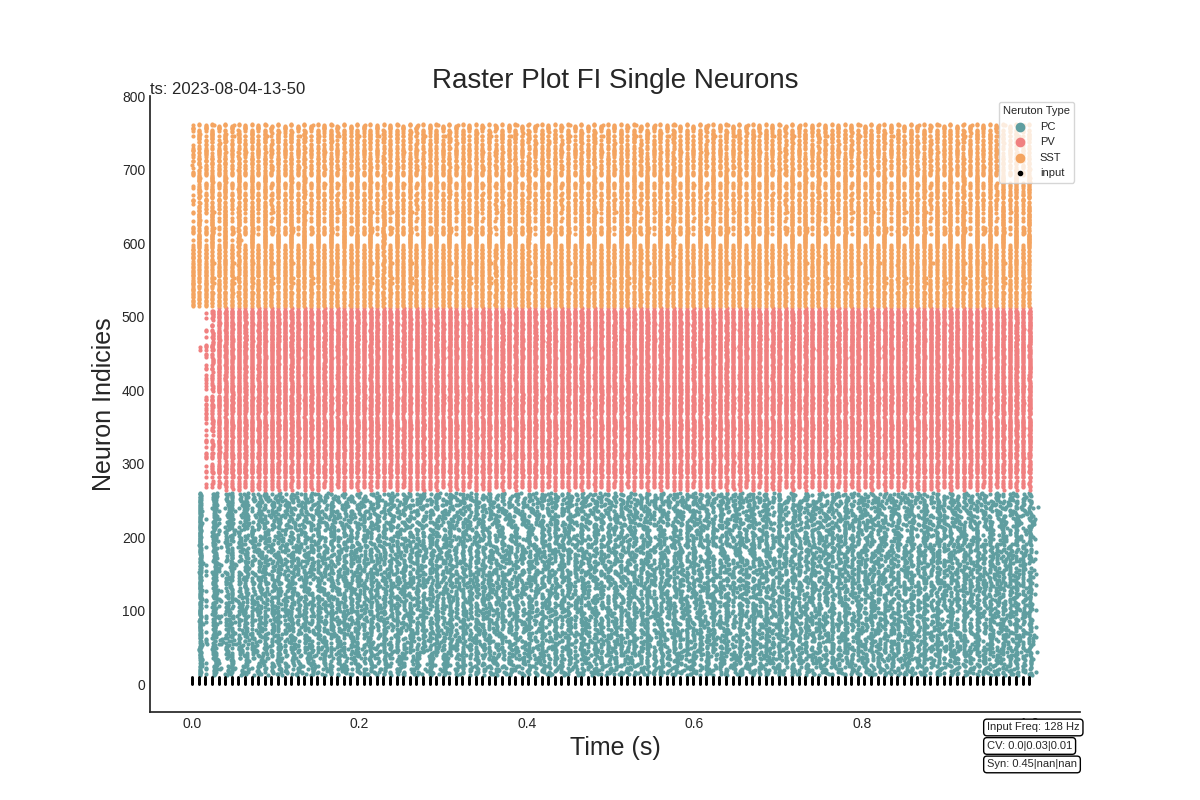 Raster Plot FI Single Neurons
ts: 2023-08-04-13-50
Neruton Type
PC
PV
SST
input
Neuron Indicies
800
700
600
500
400
300
200
100
0
0.0
0.2
0.4
0.6
0.8
Time (s)
Input Freq: 128 Hz
CV: 0.0|0.03|0.01
Syn: 0.45|nan|nan